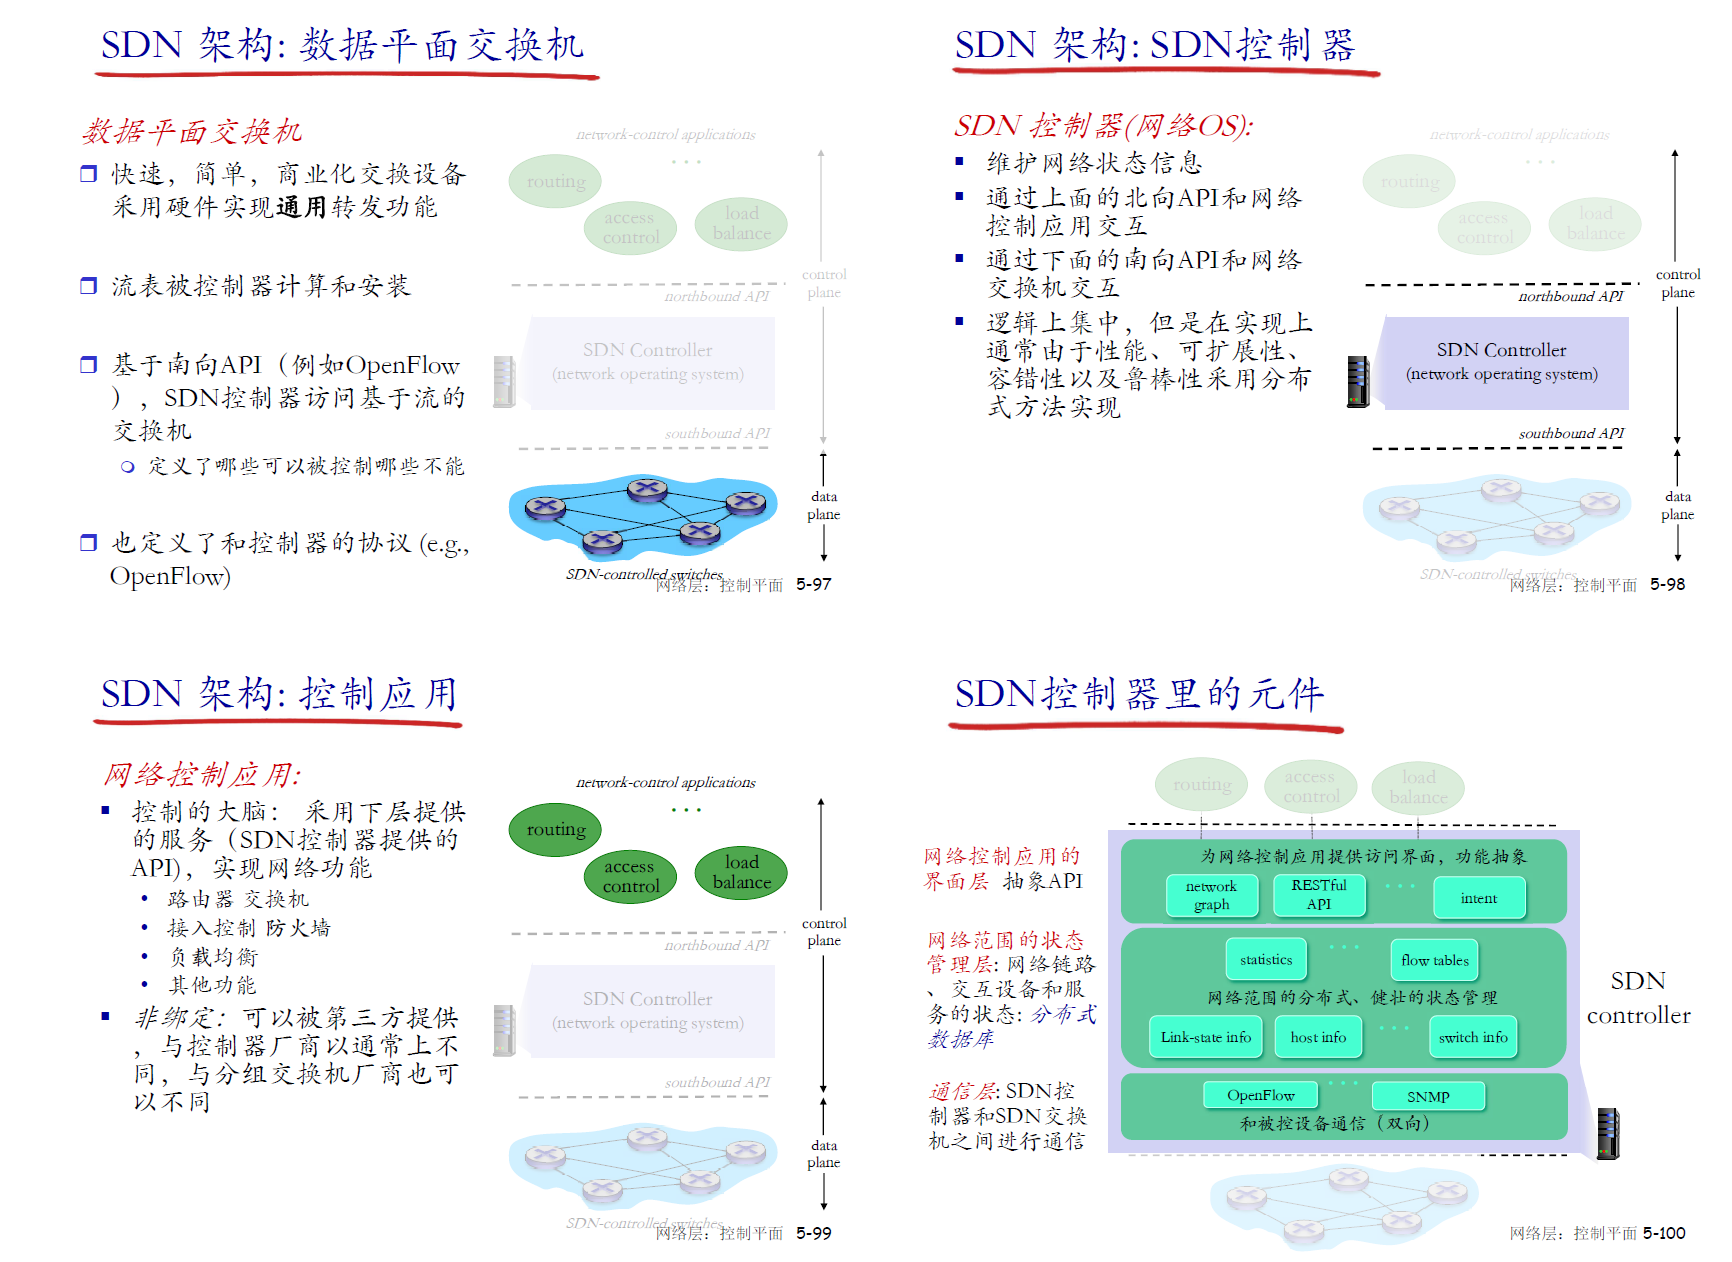 SDN 架构: 数据平面交换机
数据平面交换机
快速，简单，商业化交换设备
采用硬件实现通用转发功能
流表被控制器计算和安装
基于南向API（例如OpenFlow
），SDN控制器访问基于流的
交换机
定义了哪些可以被控制哪些不能
也定义了和控制器的协议 (e.g.,
OpenFlow)
network-control applications
...
routing
access
control
load
balance
control
plane
northbound API
SDN Controller
(network operating system)
southbound API
data
plane
SDN-controlled switches
网络层：控制平面 5-97
SDN 架构: SDN控制器
SDN 控制器(网络OS):
维护网络状态信息
通过上面的北向API和网络
控制应用交互
通过下面的南向API和网络
交换机交互
逻辑上集中，但是在实现上
通常由于性能、可扩展性、
容错性以及鲁棒性采用分布
式方法实现
network-control applications
...
routing
access
control
load
balance
control
plane
northbound API
SDN Controller
(network operating system)
southbound API
data
plane
SDN-controlled switches
网络层：控制平面 5-98
SDN 架构: 控制应用
网络控制应用:
控制的大脑： 采用下层提供
的服务（SDN控制器提供的
API)，实现网络功能
路由器 交换机
接入控制 防火墙
负载均衡
其他功能
非绑定：可以被第三方提供
，与控制器厂商以通常上不
同，与分组交换机厂商也可
以不同
network-control applications
...
routing
access
control
load
balance
control
plane
northbound API
SDN Controller
(network operating system)
southbound API
data
plane
SDN-controlled switches
网络层：控制平面 5-99
SDN控制器里的元件
routing
access
control
load
balance
网络控制应用的
界面层 抽象API
为网络控制应用提供访问界面，功能抽象
network
graph
RESTful
API
...
intent
网络范围的状态
管理层: 网络链路
、交互设备和服
务的状态: 分布式
数据库
statistics
...
flow tables
网络范围的分布式、健壮的状态管理
Link-state info
host info
...
switch info
SDN
controller
通信层: SDN控
制器和SDN交换
机之间进行通信
OpenFlow
...
SNMP
和被控设备通信（双向）
网络层：控制平面 5-100